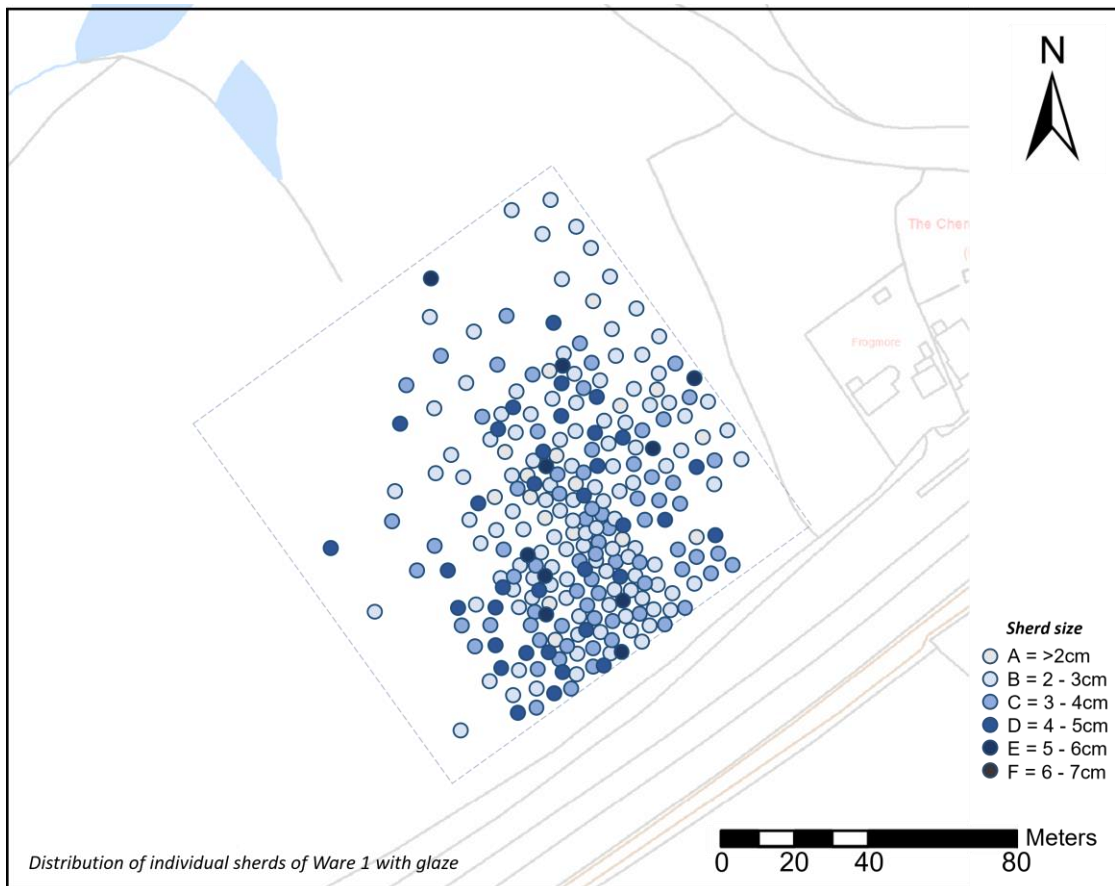 N
The Cher
Frogmore
Sherd size
A = >2cm
B = 2 - 3cm
C = 3 - 4cm
D = 4 - 5cm
E = 5 - 6cm
F = 6 - 7cm
Meters
0 20 40 80
Distribution of individual sherds of Ware 1 with glaze